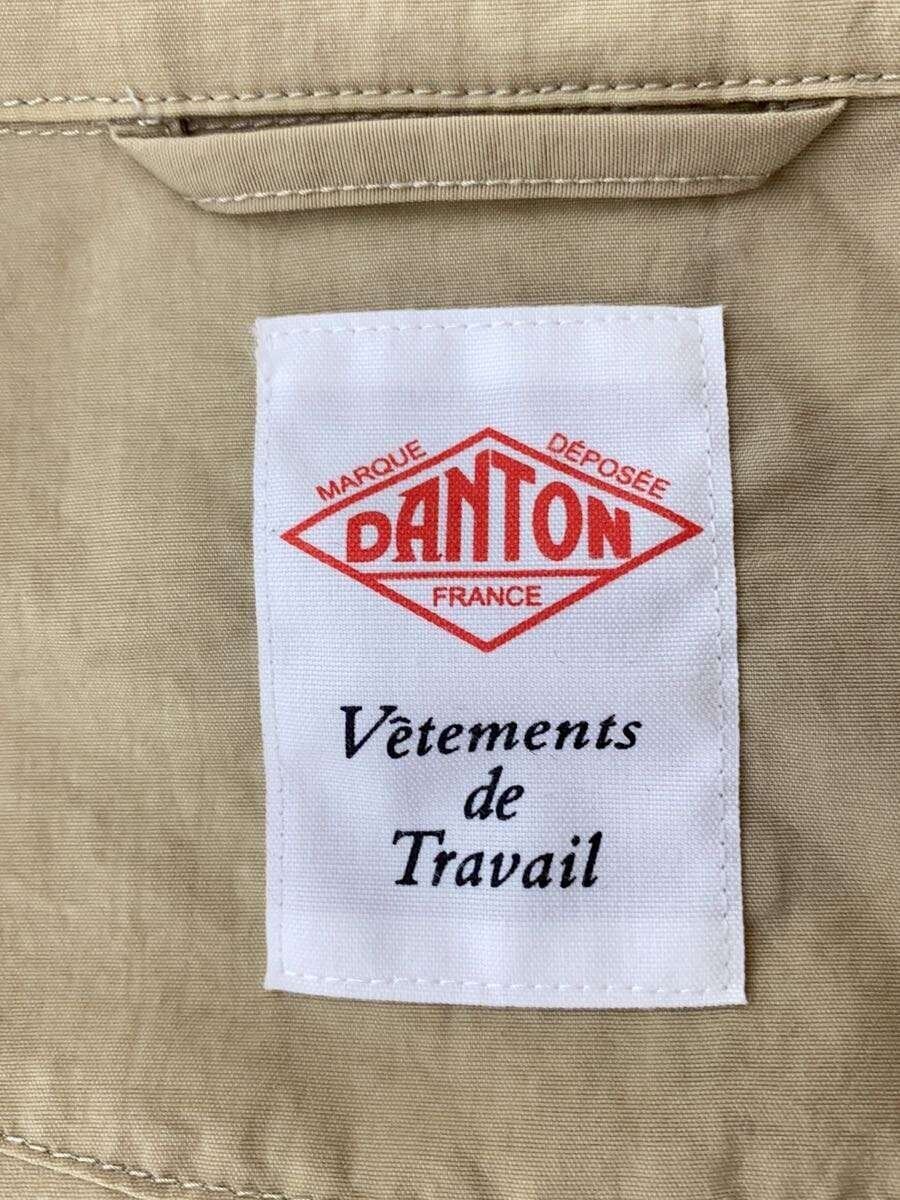 MARQUE DÉPOSÉE
DANTON
FRANCE
Vêtements
de
Travail